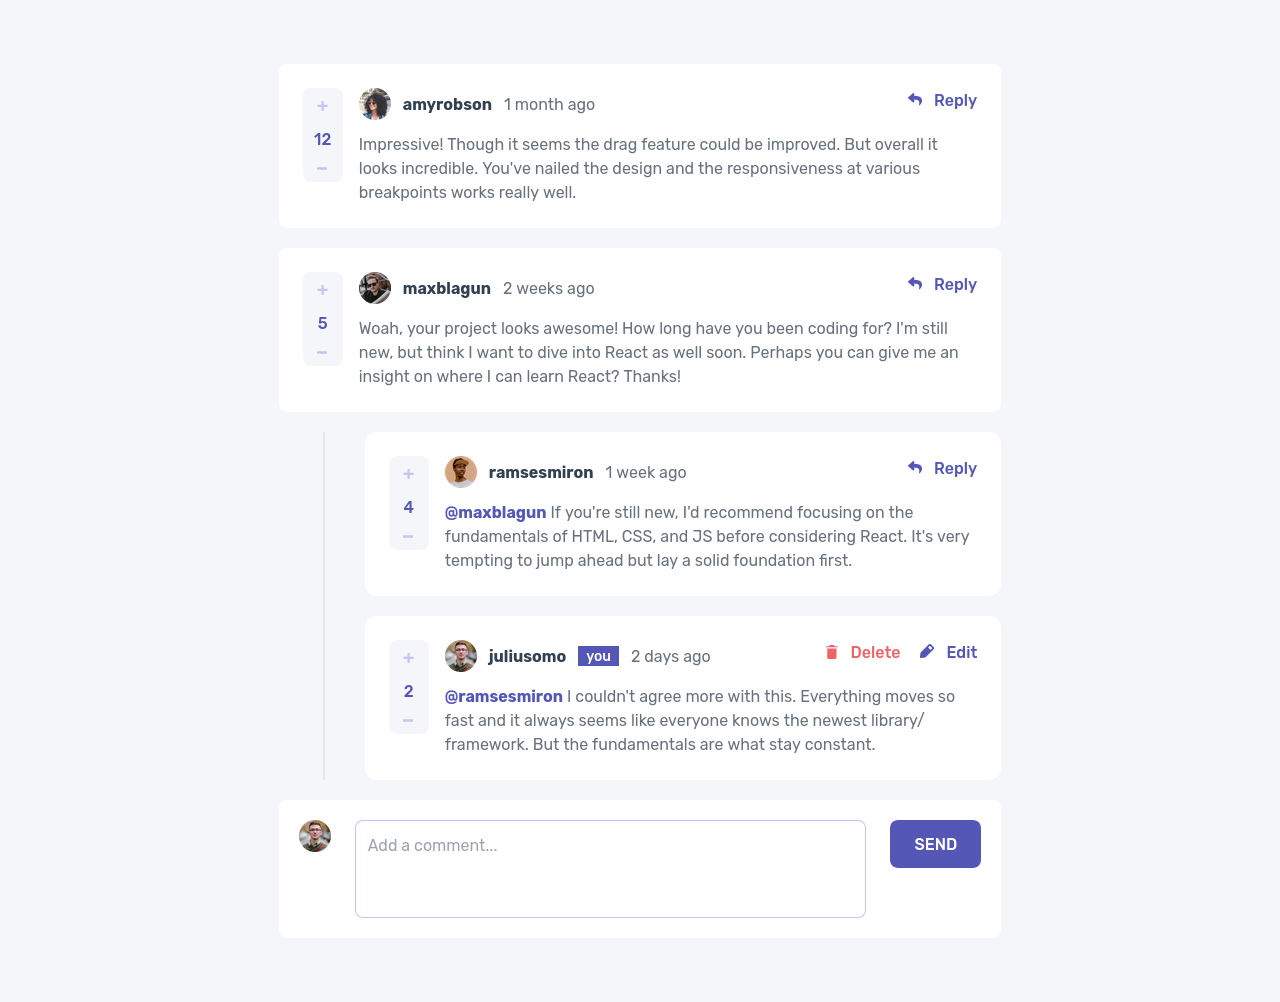 +
12
−
amyrobson 1 month ago
Reply
Impressive! Though it seems the drag feature could be improved. But overall it
looks incredible. You've nailed the design and the responsiveness at various
breakpoints works really well.
+
5
−
maxblagun 2 weeks ago
Reply
Woah, your project looks awesome! How long have you been coding for? I'm still
new, but think I want to dive into React as well soon. Perhaps you can give me an
insight on where I can learn React? Thanks!
+
4
−
ramsesmiron 1 week ago
Reply
@maxblagun If you're still new, I'd recommend focusing on the
fundamentals of HTML, CSS, and JS before considering React. It's very
tempting to jump ahead but lay a solid foundation first.
+
2
−
juliusomo you 2 days ago
Delete Edit
@ramsesmiron I couldn't agree more with this. Everything moves so
fast and it always seems like everyone knows the newest library/
framework. But the fundamentals are what stay constant.
Add a comment...
SEND